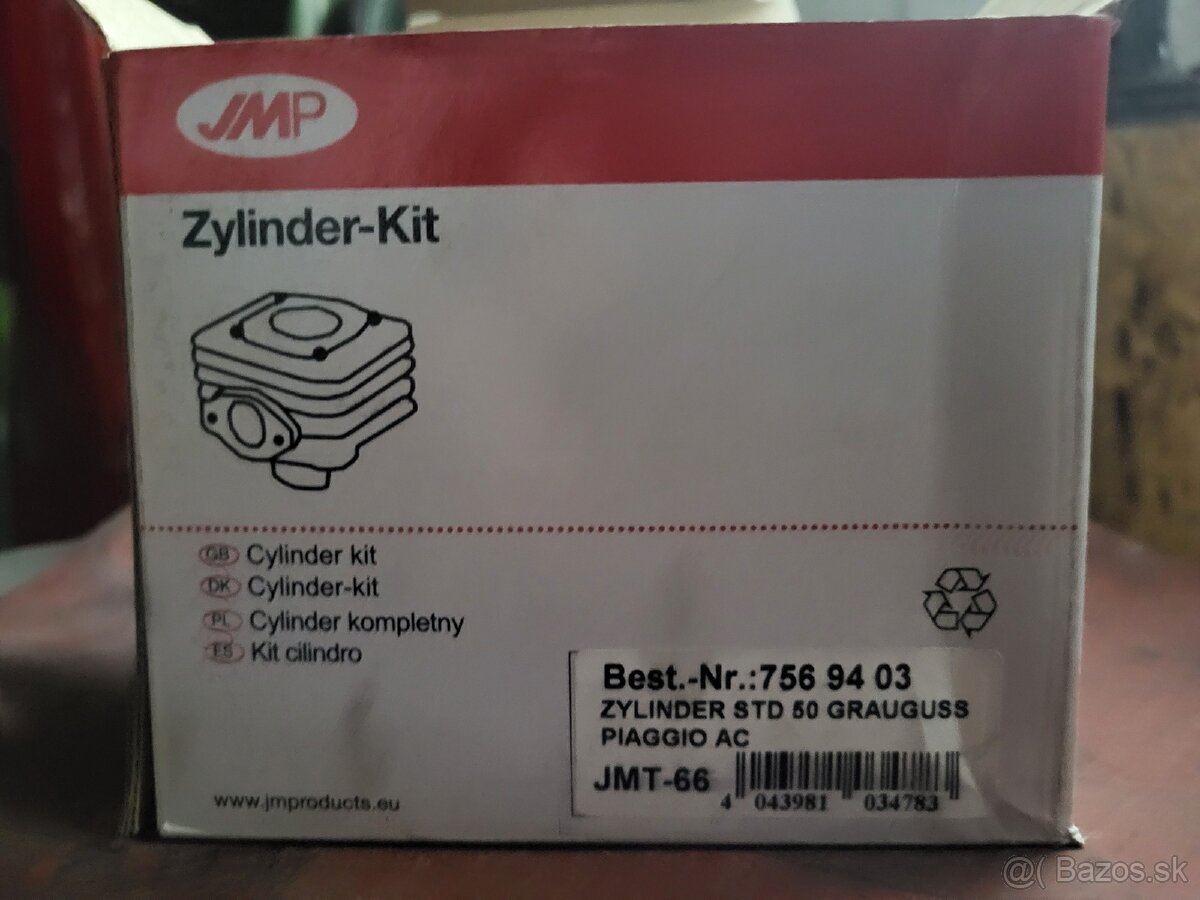 JMP
Zylinder-Kit
GB Cylinder kit
DK Cylinder-kit
PL Cylinder kompletny
ES Kit cilindro
www.jmproducts.eu
Best.-Nr.:756 94 03
ZYLINDER STD 50 GRAUGUSS
PIAGGIO AC
JMT-66
4 043981 034783
@( Bazos.sk